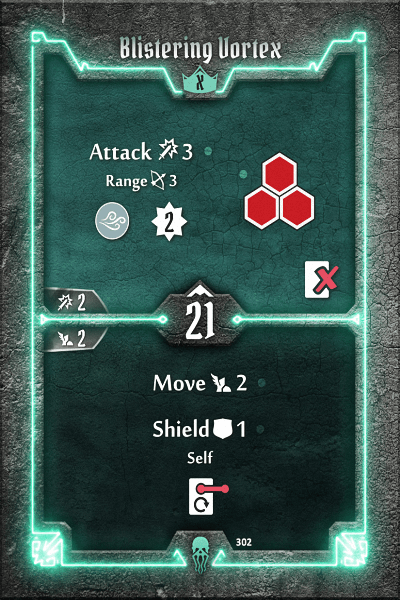 Blistering Vortex
X
Attack 3
Range 3
2
2
21
2
Move 2
Shield 1
Self
302